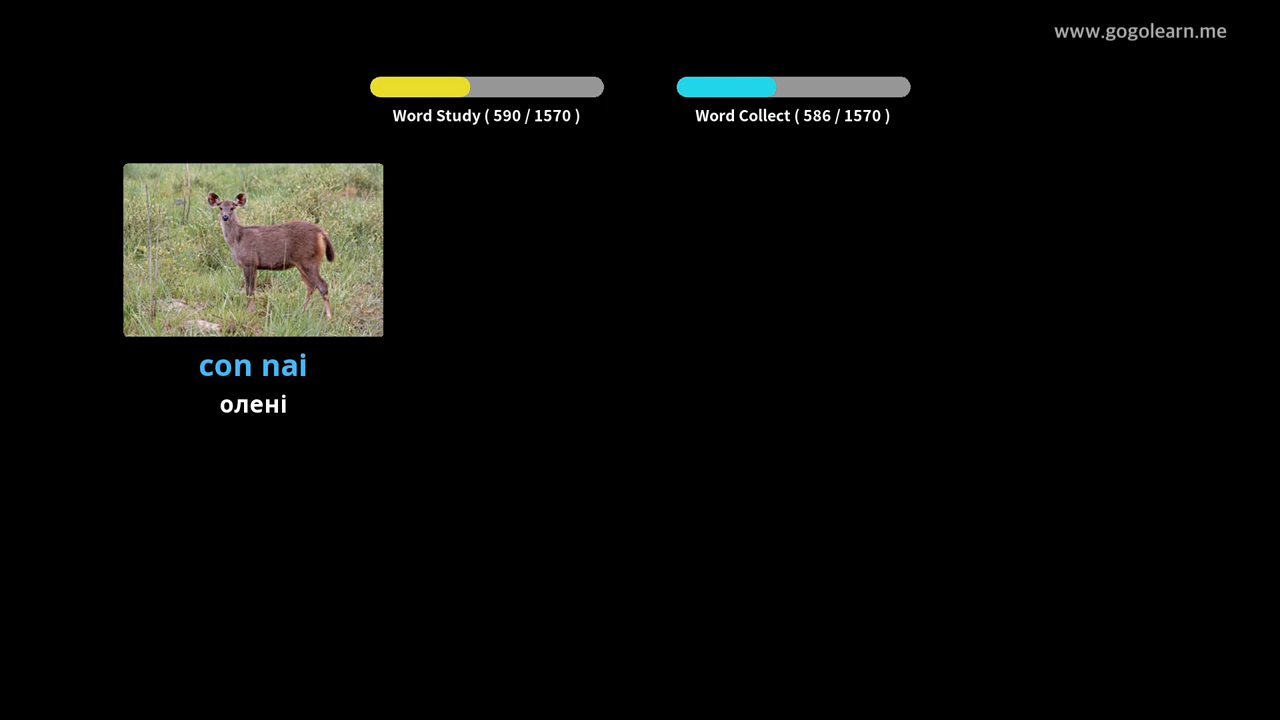 www.gogolearn.me
Word Study ( 590 / 1570 )
Word Collect ( 586 / 1570 )
con nai
олені